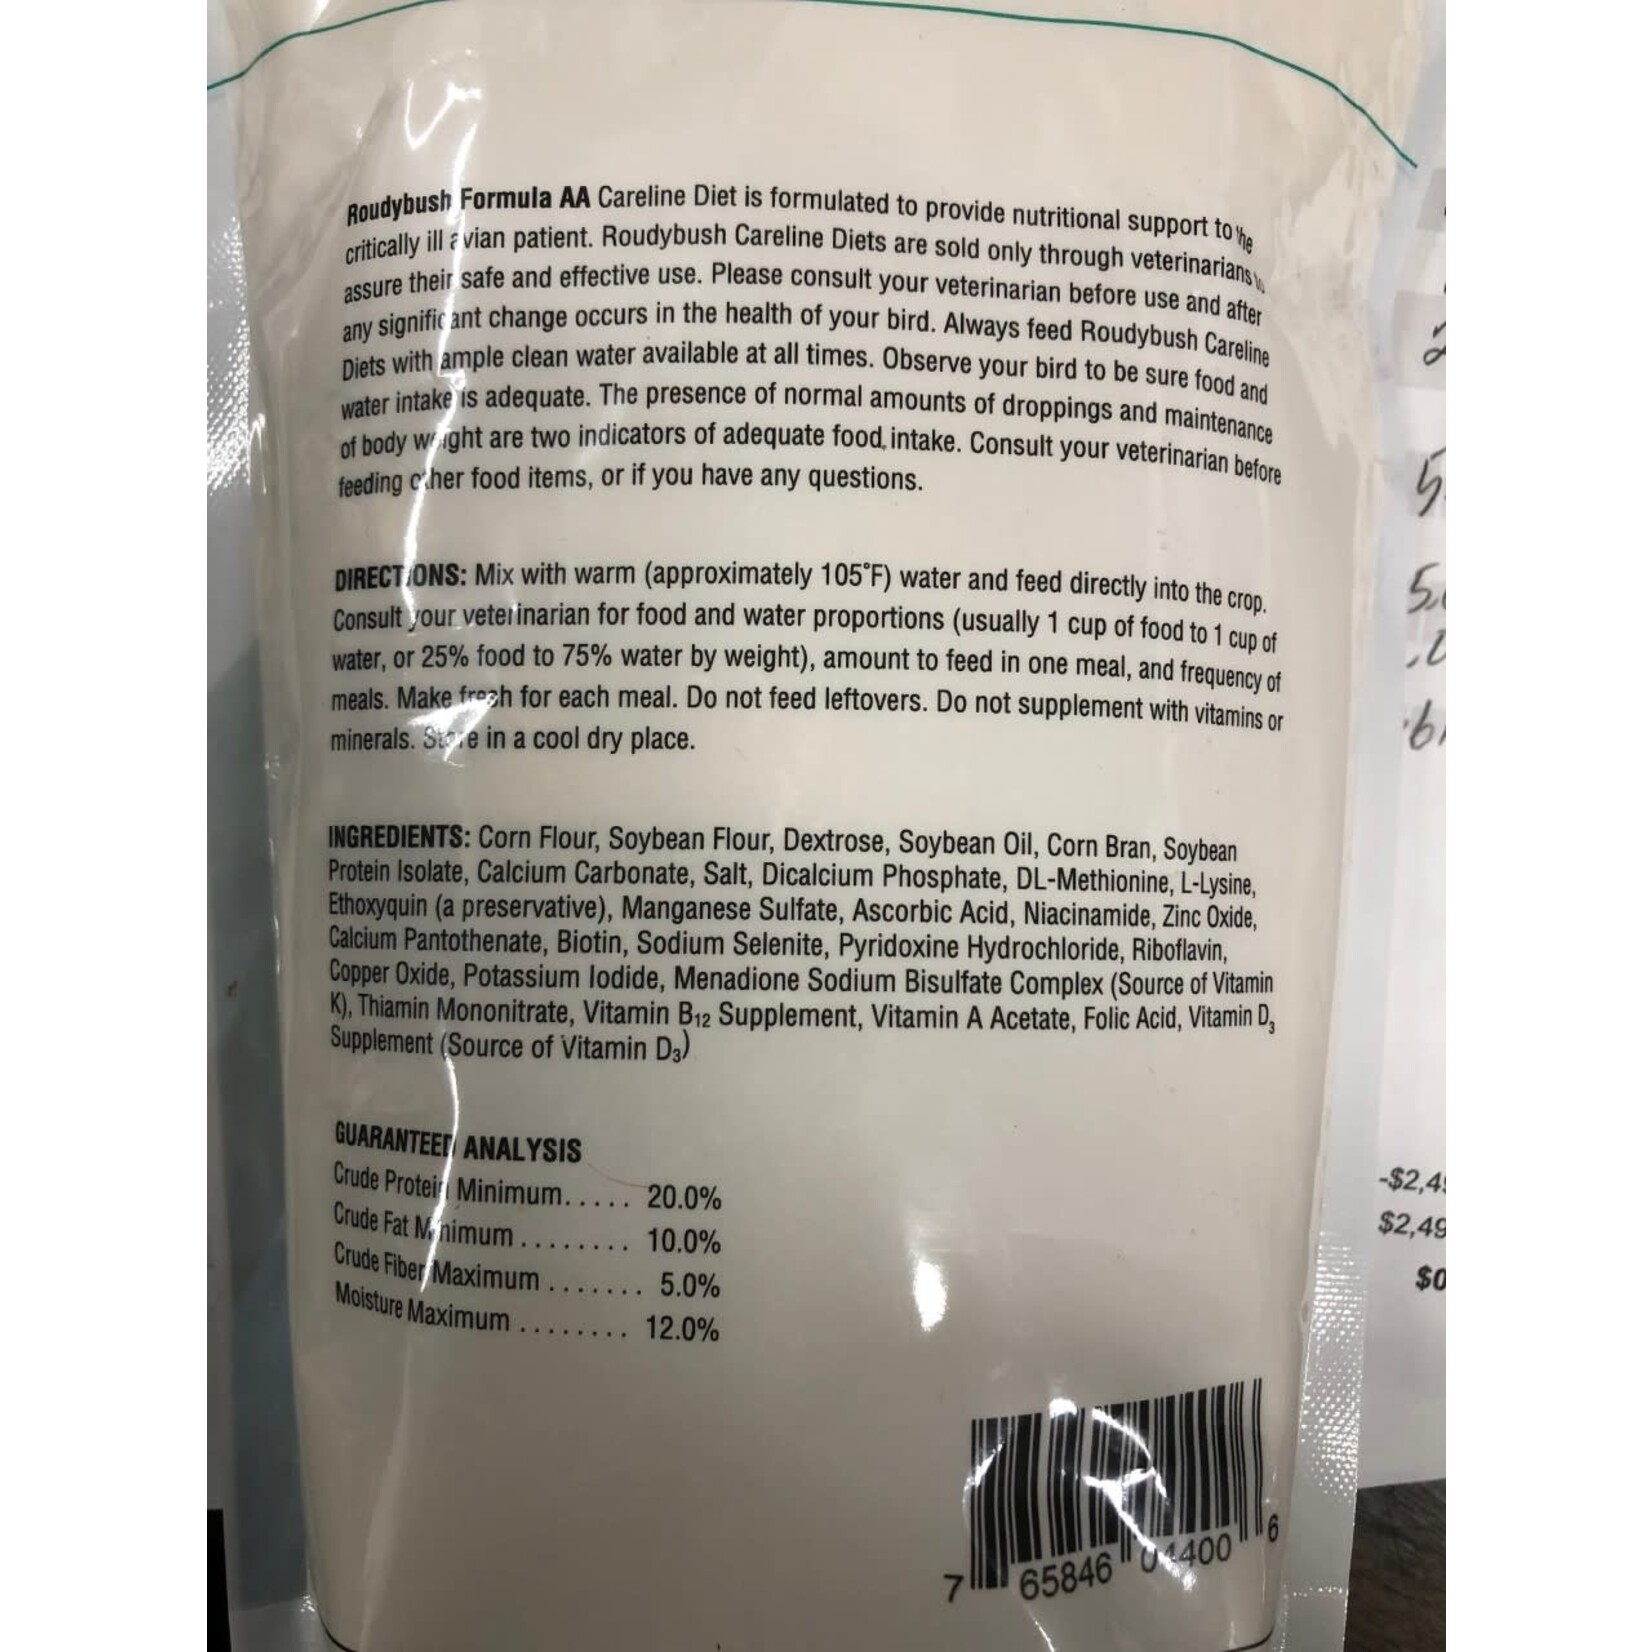 Roudybush Formula AA Careline Diet is formulated to provide nutritional support to the
critically ill avian patient. Roudybush Careline Diets are sold only through veterinarians to
assure their safe and effective use. Please consult your veterinarian before use and after
any significant change occurs in the health of your bird. Always feed Roudybush Careline
Diets with ample clean water available at all times. Observe your bird to be sure food and
water intake is adequate. The presence of normal amounts of droppings and maintenance
of body weight are two indicators of adequate food intake. Consult your veterinarian before
feeding other food items, or if you have any questions.
DIRECTIONS: Mix with warm (approximately 105°F) water and feed directly into the crop.
Consult your veterinarian for food and water proportions (usually 1 cup of food to 1 cup of
water, or 25% food to 75% water by weight), amount to feed in one meal, and frequency of
meals. Make fresh for each meal. Do not feed leftovers. Do not supplement with vitamins or
minerals. Store in a cool dry place.
INGREDIENTS: Corn Flour, Soybean Flour, Dextrose, Soybean Oil, Corn Bran, Soybean
Protein Isolate, Calcium Carbonate, Salt, Dicalcium Phosphate, DL-Methionine, L-Lysine,
Ethoxyquin (a preservative), Manganese Sulfate, Ascorbic Acid, Niacinamide, Zinc Oxide,
Calcium Pantothenate, Biotin, Sodium Selenite, Pyridoxine Hydrochloride, Riboflavin,
Copper Oxide, Potassium Iodide, Menadione Sodium Bisulfate Complex (Source of Vitamin
K), Thiamin Mononitrate, Vitamin B12 Supplement, Vitamin A Acetate, Folic Acid, Vitamin D3
Supplement (Source of Vitamin D3)
GUARANTEED ANALYSIS
Crude Protein Minimum..... 20.0%
Crude Fat Minimum........ 10.0%
Crude Fiber Maximum....... 5.0%
Moisture Maximum........ 12.0%
7 65846 04400 6
-$2,4
$2,49
$0